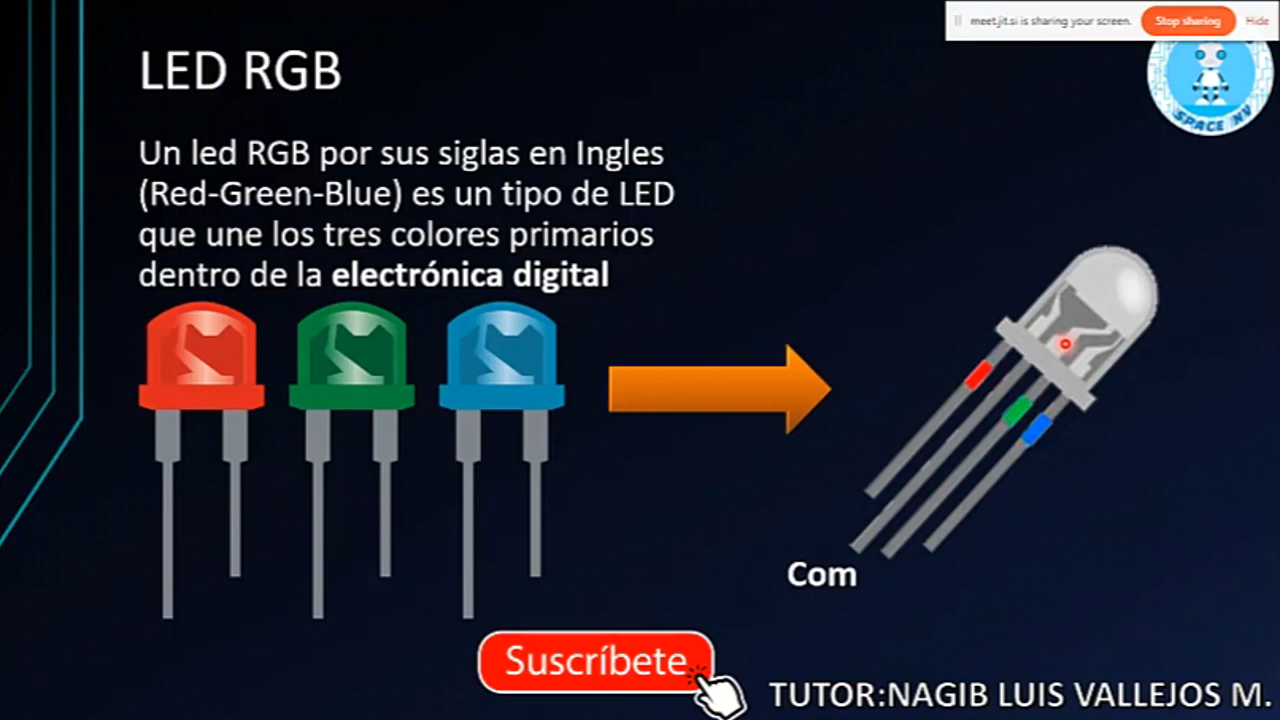 meet.jit.si is sharing your screen. Stop sharing Hide
LED RGB
SPACE NV
Un led RGB por sus siglas en Ingles
(Red-Green-Blue) es un tipo de LED
que une los tres colores primarios
dentro de la electrónica digital
Com
Suscríbete
TUTOR:NAGIB LUIS VALLEJOS M.